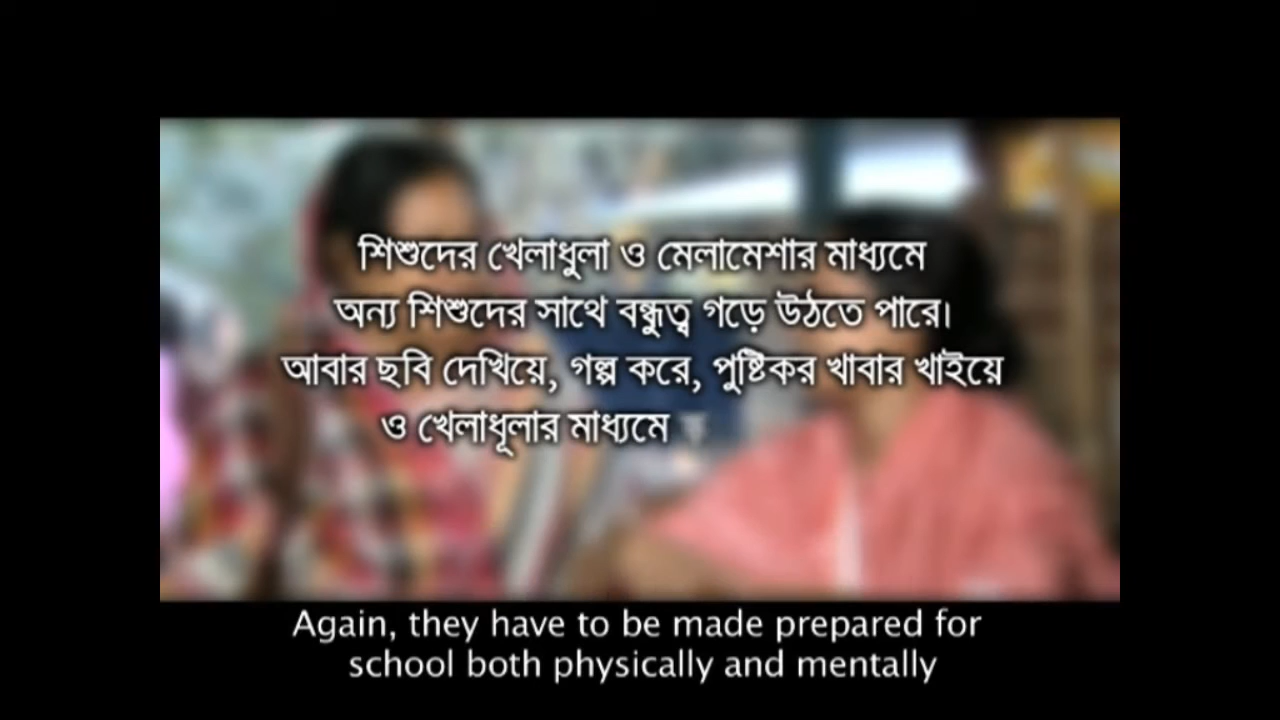 শিশুদের খেলাধুলা ও মেলামেশার মাধ্যমে
অন্য শিশুদের সাথে বন্ধুত্ব গড়ে উঠতে পারে।
আবার ছবি দেখিয়ে, গল্প করে, পুষ্টিকর খাবার খাইয়ে
ও খেলাধূলার মাধ্যমে
Again, they have to be made prepared for
school both physically and mentally